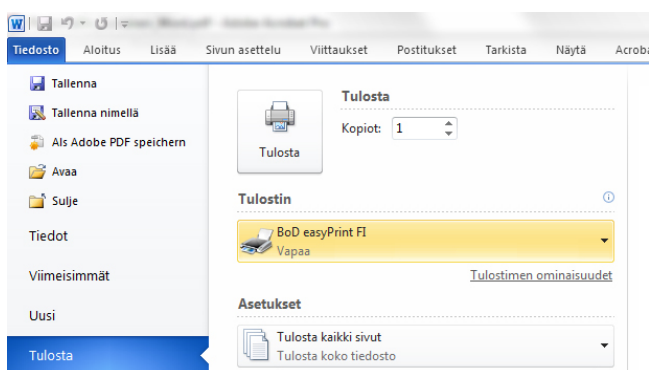 Tiedosto Aloitus Lisää Sivun asettelu Viittaukset Postitukset Tarkista Näytä Acroba
Tallenna
Tallenna nimellä
Als Adobe PDF speichern
Avaa
Sulje
Tiedot
Viimeisimmät
Uusi
Tulosta
Tulosta
Tulosta
Kopiot: 1
Tulostin
BoD easyPrint FI
Vapaa
Tulostimen ominaisuudet
Asetukset
Tulosta kaikki sivut
Tulosta koko tiedosto